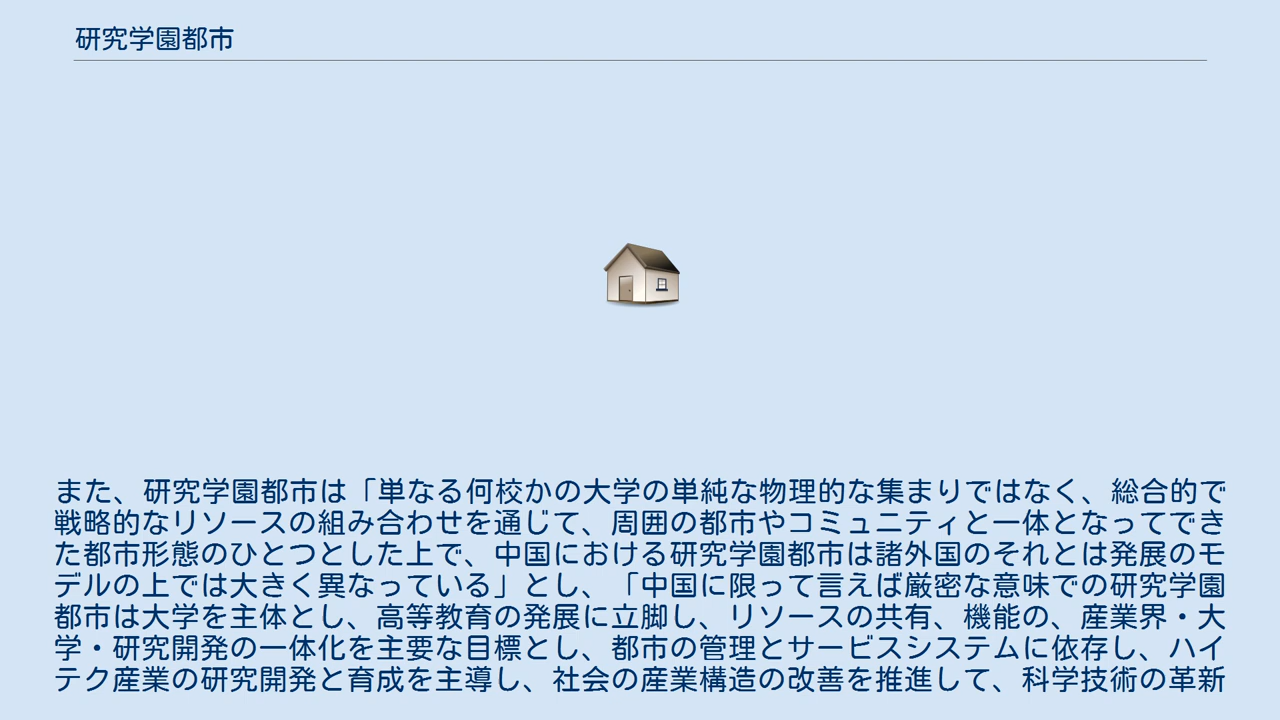 研究学園都市
また、研究学園都市は「単なる何校かの大学の単純な物理的な集まりではなく、総合的で
戦略的なリソースの組み合わせを通じて、周囲の都市やコミュニティと一体となってでき
た都市形態のひとつとした上で、中国における研究学園都市は諸外国のそれとは発展のモ
デルの上では大きく異なっている」とし、「中国に限って言えば厳密な意味での研究学園
都市は大学を主体とし、高等教育の発展に立脚し、リソースの共有、機能の、産業界・大
学・研究開発の一体化を主要な目標とし、都市の管理とサービスシステムに依存し、ハイ
テク産業の研究開発と育成を主導し、社会の産業構造の改善を推進して、科学技術の革新